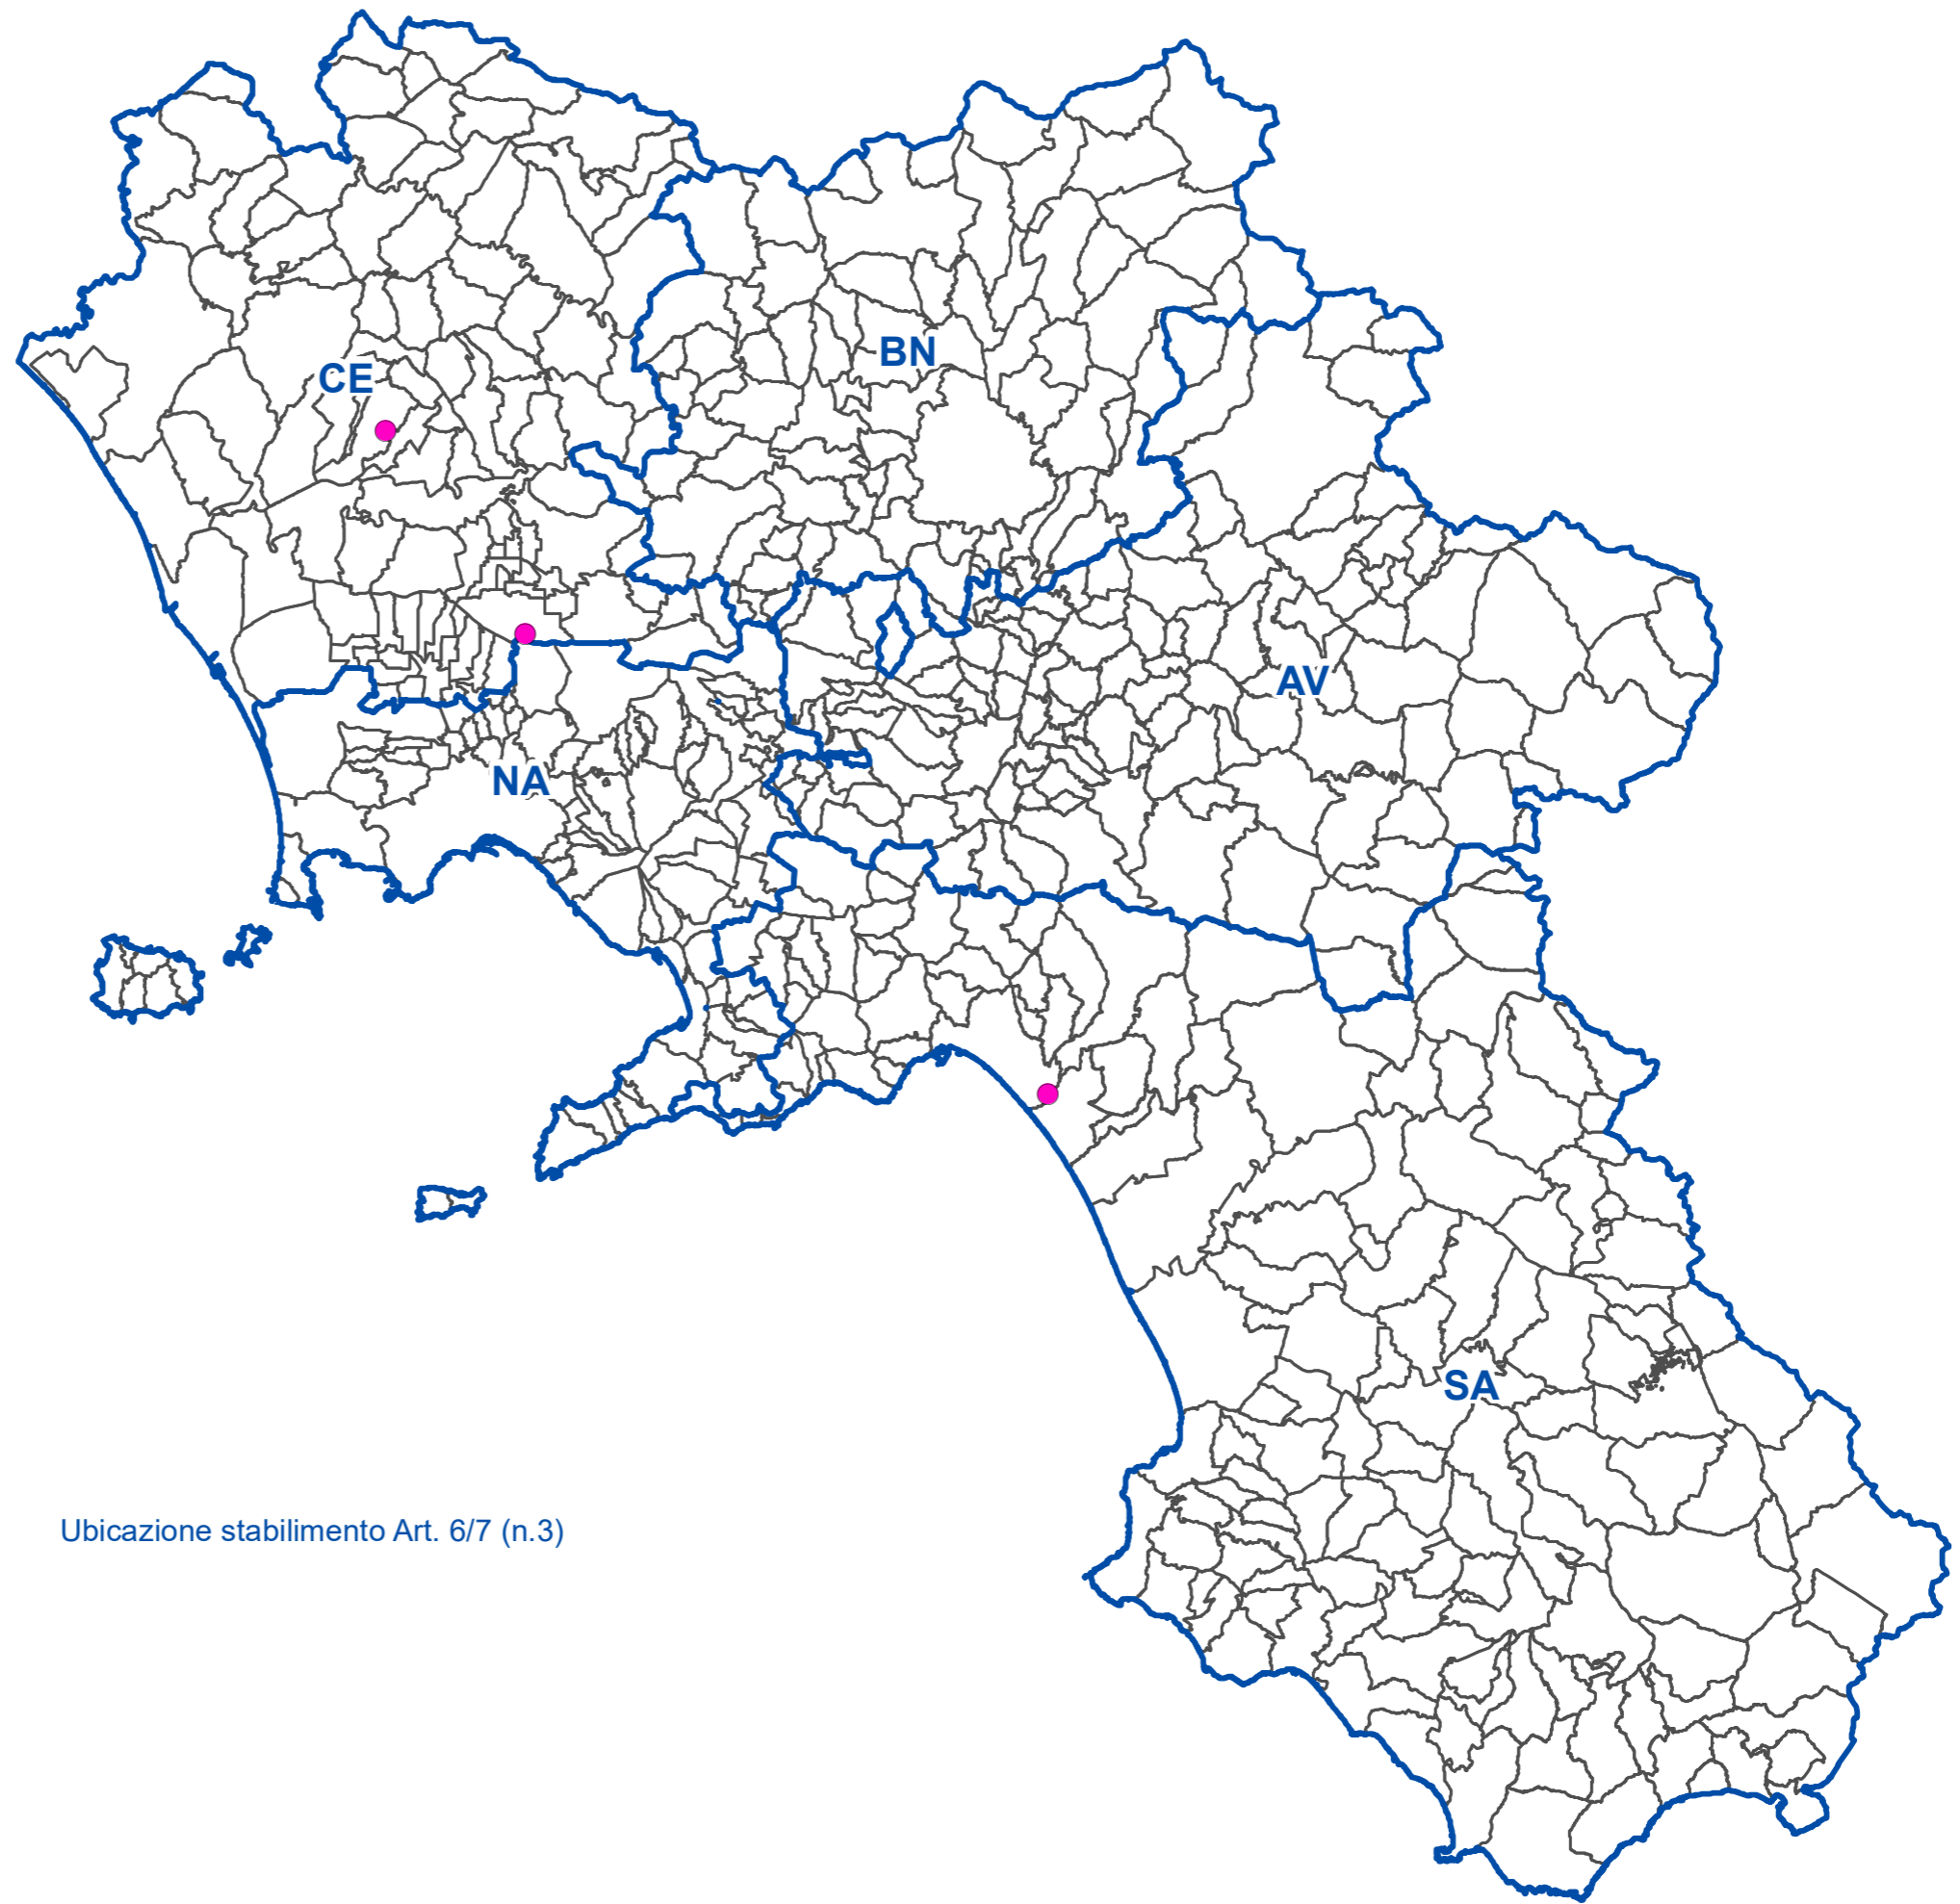 BN
CE
AV
NA
SA
Ubicazione stabilimento Art. 6/7 (n.3)